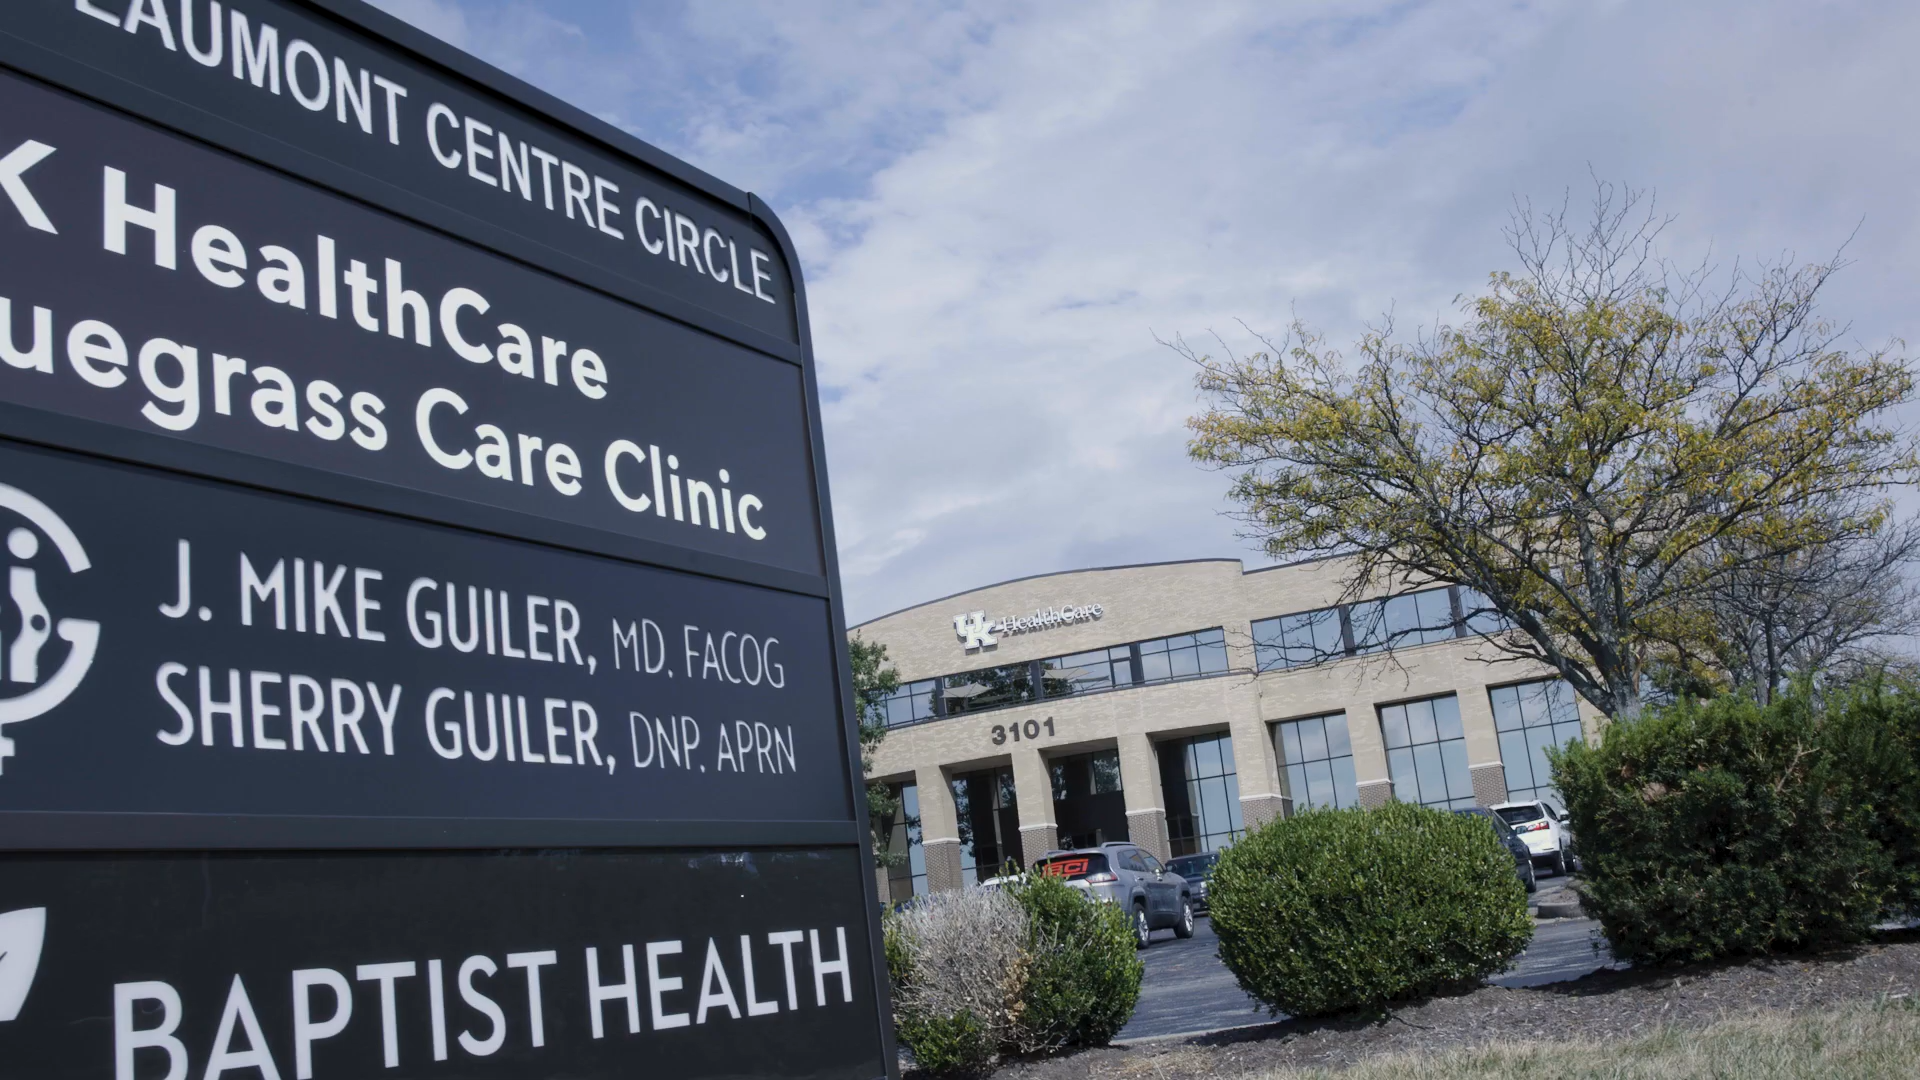 EAUMONT CENTRE CIRCLE
K HealthCare
uegrass Care Clinic
J. MIKE GUILER, MD. FACOG
SHERRY GUILER, DNP. APRN
BAPTIST HEALTH
UK HealthCare
3101
BCI